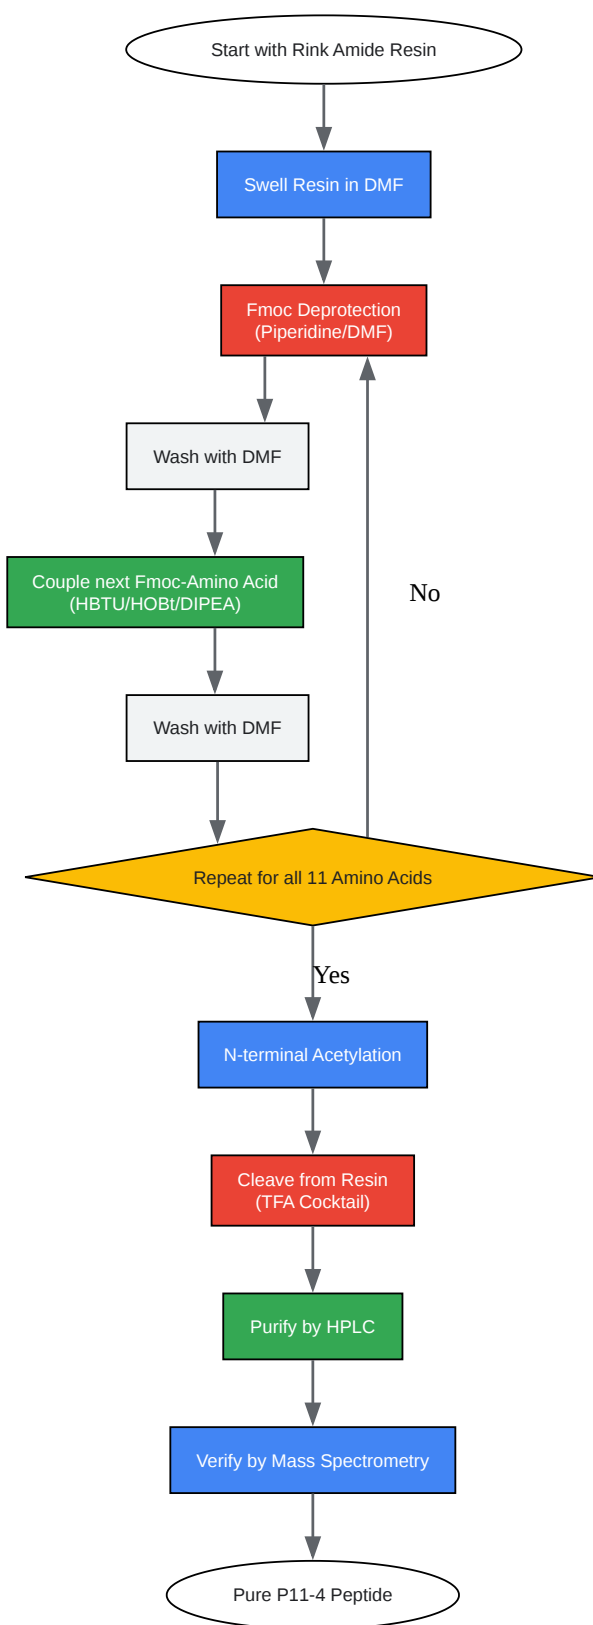 Start with Rink Amide Resin
Swell Resin in DMF
Fmoc Deprotection
(Piperidine/DMF)
Wash with DMF
Couple next Fmoc-Amino Acid
(HBTU/HOBt/DIPEA)
No
Wash with DMF
Repeat for all 11 Amino Acids
Yes
N-terminal Acetylation
Cleave from Resin
(TFA Cocktail)
Purify by HPLC
Verify by Mass Spectrometry
Pure P11-4 Peptide